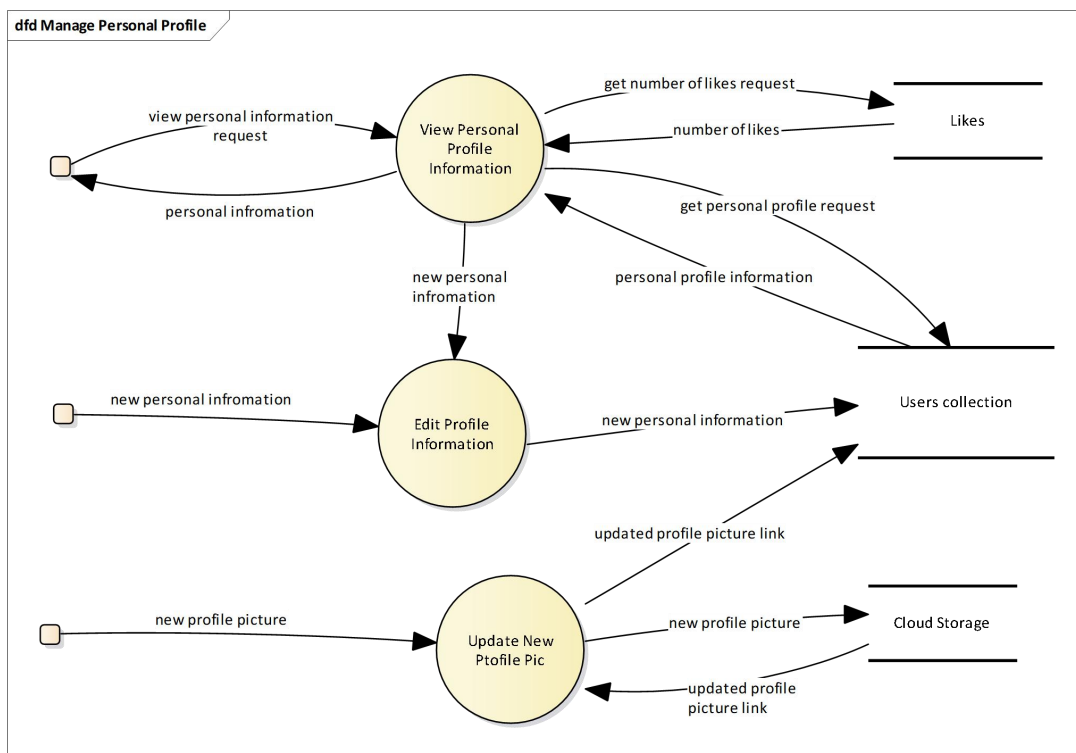 dfd Manage Personal Profile
get number of likes request
view personal information
request
View Personal
Profile
Information
number of likes
Likes
personal infromation
get personal profile request
new personal
infromation
personal profile information
new personal infromation
Edit Profile
Information
new personal information
Users collection
updated profile picture link
new profile picture
Update New
Ptofile Pic
new profile picture
Cloud Storage
updated profile
picture link